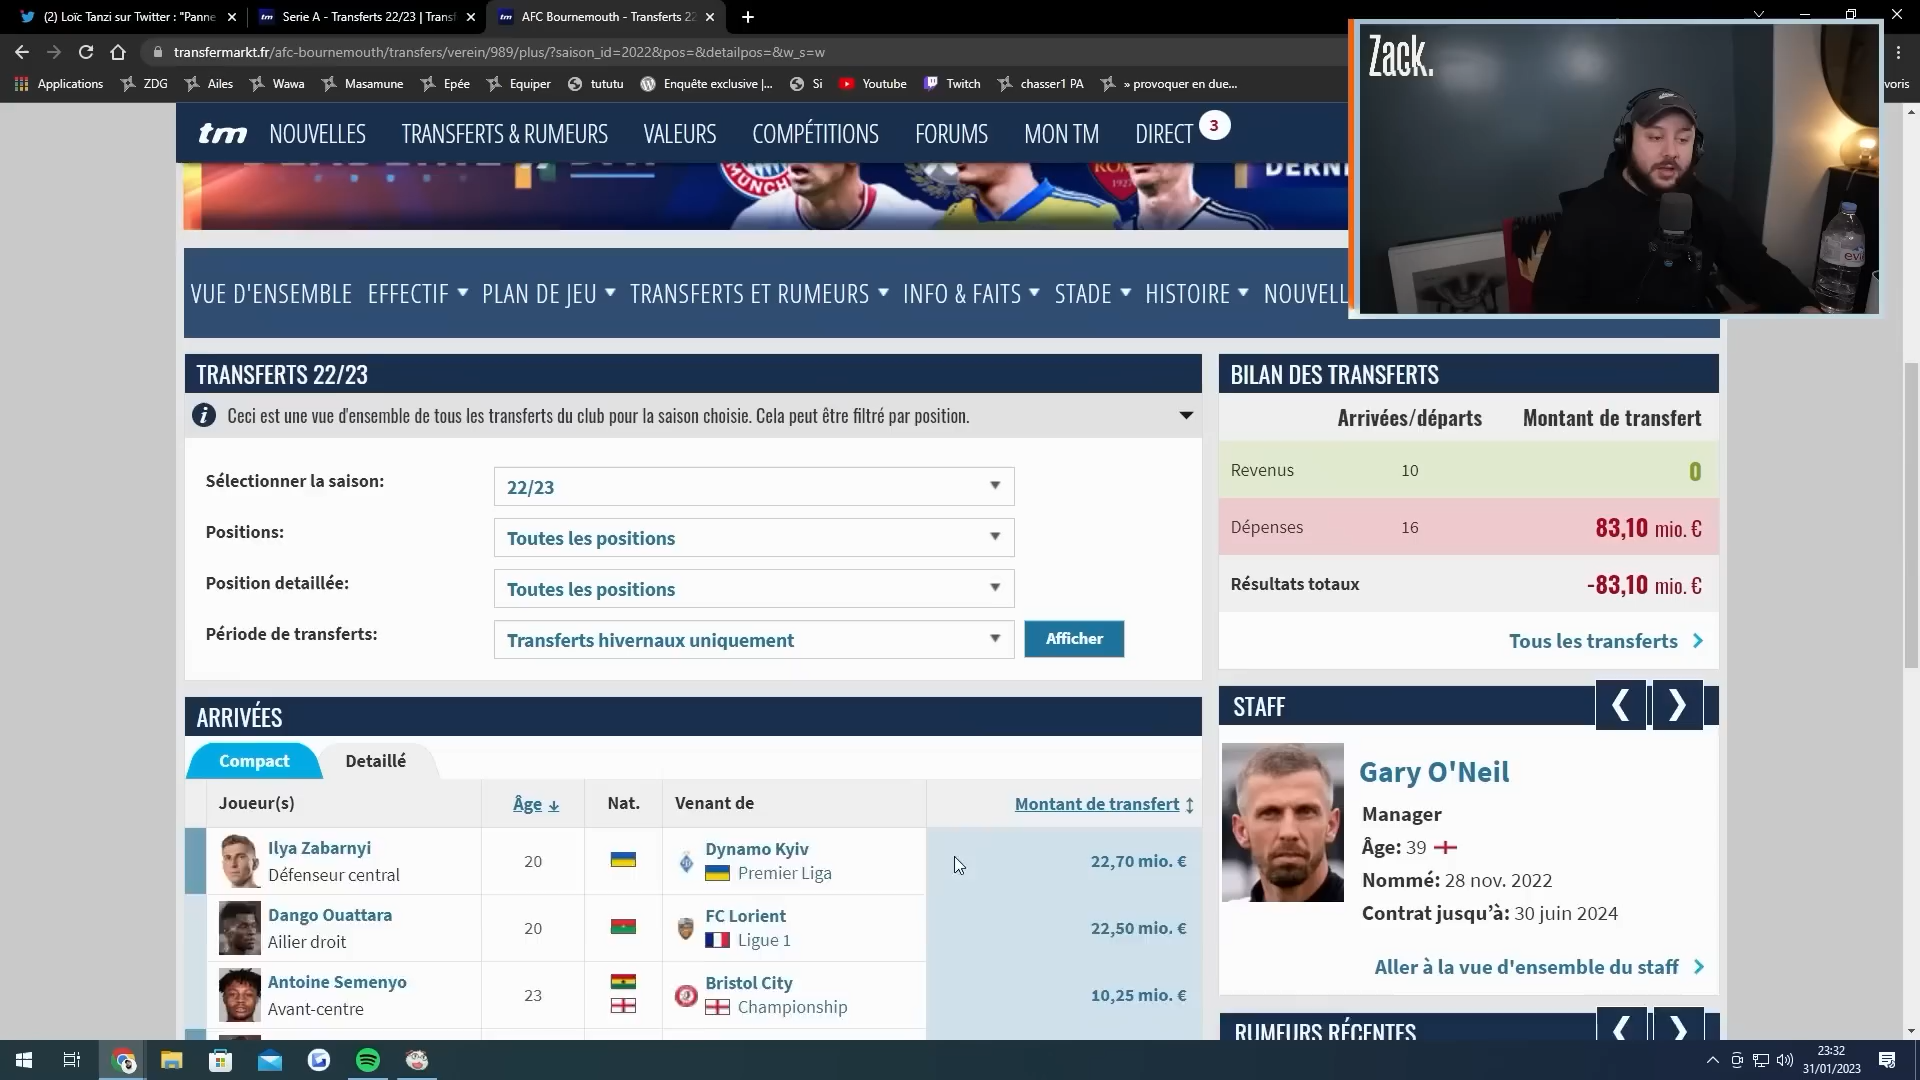 (2) Loïc Tanzi sur Twitter : "Panne
Serie A - Transferts 22/23 | Transf
AFC Bournemouth - Transferts 22
transfermarkt.fr/afc-bournemouth/transfers/verein/989/plus/?saison_id=2022&pos=&detailpos=&w_s=w
Applications ZDG Ailes Wawa Masamune Epée Equiper tututu Enquête exclusive |... Si Youtube Twitch chasser1 PA » provoquer en due... voris
Zack.
tm NOUVELLES TRANSFERTS & RUMEURS VALEURS COMPÉTITIONS FORUMS MON TM DIRECT 3
MUNCH
ROM
1927
DERNI
evi
VUE D'ENSEMBLE EFFECTIF PLAN DE JEU TRANSFERTS ET RUMEURS INFO & FAITS STADE HISTOIRE NOUVELL
TRANSFERTS 22/23
Ceci est une vue d'ensemble de tous les transferts du club pour la saison choisie. Cela peut être filtré par position.
Sélectionner la saison: 22/23
Positions: Toutes les positions
Position detaillée: Toutes les positions
Période de transferts: Transferts hivernaux uniquement Afficher
BILAN DES TRANSFERTS
Arrivées/départs Montant de transfert
Revenus 10 0
Dépenses 16 83,10 mio. €
Résultats totaux -83,10 mio. €
Tous les transferts
ARRIVÉES
Compact Detaillé
Joueur(s) Âge Nat. Venant de Montant de transfert
Ilya Zabarnyi Dynamo Kyiv
Défenseur central 20 Premier Liga 22,70 mio. €
Dango Ouattara FC Lorient
Ailier droit 20 Ligue 1 22,50 mio. €
Antoine Semenyo Bristol City
Avant-centre 23 Championship 10,25 mio. €
STAFF
Gary O'Neil
Manager
Âge: 39
Nommé: 28 nov. 2022
Contrat jusqu'à: 30 juin 2024
Aller à la vue d'ensemble du staff
RUMEURS RÉCENTES
23:32
31/01/2023